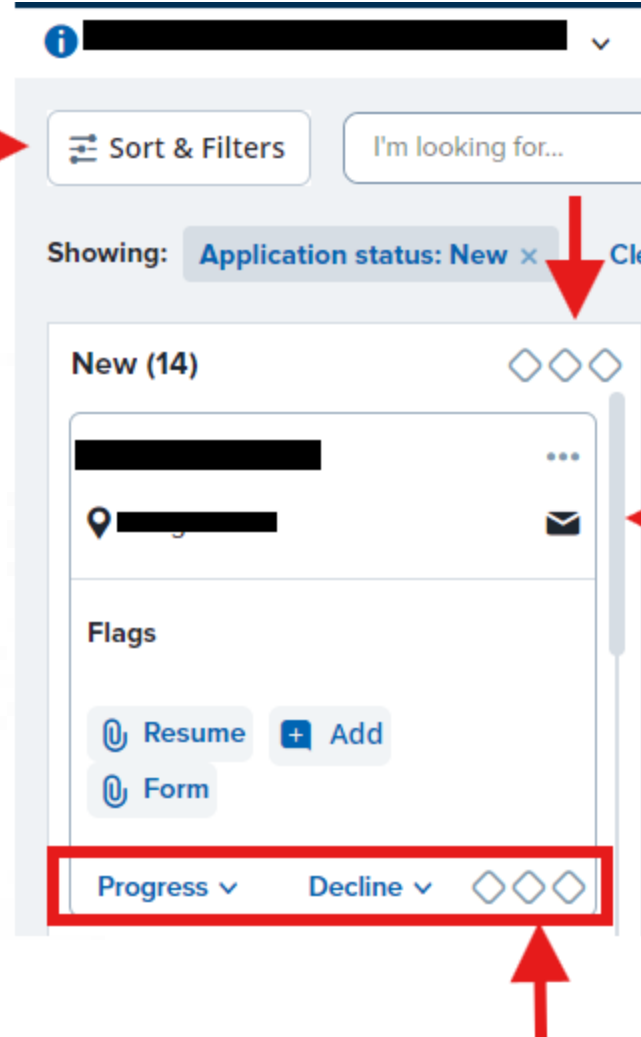 Sort & Filters
I'm looking for...
Showing: Application status: New ×
New (14)
Flags
Resume
Add
Form
Progress
Decline